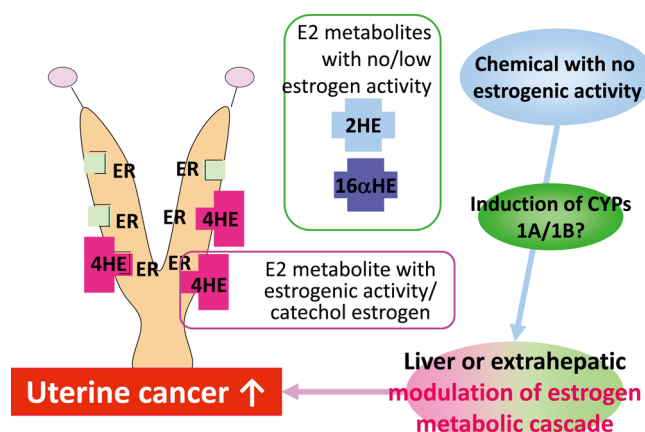 E2 metabolites
with no/low
estrogen activity
2HE
16αHE
Chemical with no
estrogenic activity
Induction of CYPs
1A/1B?
ER
ER
ER
ER
4HE
4HE
ER
ER
4HE
E2 metabolite with
estrogenic activity/
catechol estrogen
Liver or extrahepatic
modulation of estrogen
metabolic cascade
Uterine cancer ↑